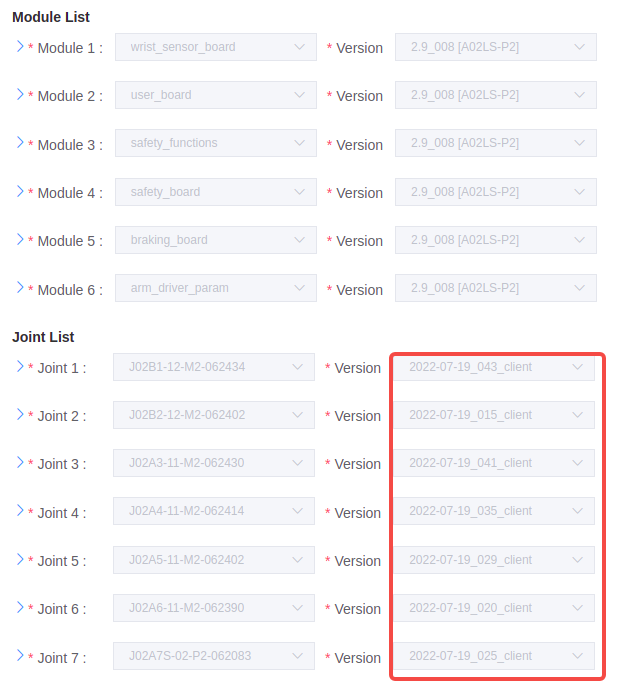 Module List
* Module 1 : wrist_sensor_board * Version 2.9_008 [A02LS-P2]
* Module 2 : user_board * Version 2.9_008 [A02LS-P2]
* Module 3 : safety_functions * Version 2.9_008 [A02LS-P2]
* Module 4 : safety_board * Version 2.9_008 [A02LS-P2]
* Module 5 : braking_board * Version 2.9_008 [A02LS-P2]
* Module 6 : arm_driver_param * Version 2.9_008 [A02LS-P2]
Joint List
* Joint 1 : J02B1-12-M2-062434 * Version 2022-07-19_043_client
* Joint 2 : J02B2-12-M2-062402 * Version 2022-07-19_015_client
* Joint 3 : J02A3-11-M2-062430 * Version 2022-07-19_041_client
* Joint 4 : J02A4-11-M2-062414 * Version 2022-07-19_035_client
* Joint 5 : J02A5-11-M2-062402 * Version 2022-07-19_029_client
* Joint 6 : J02A6-11-M2-062390 * Version 2022-07-19_020_client
* Joint 7 : J02A7S-02-P2-062083 * Version 2022-07-19_025_client